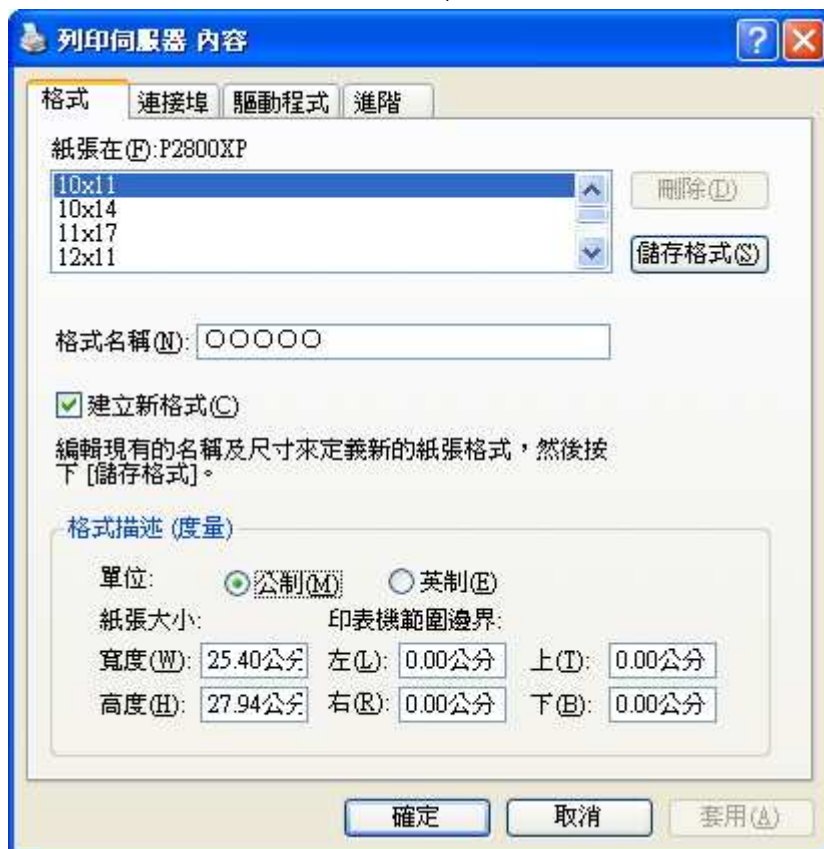 列印伺服器 內容
格式 連接埠 驅動程式 進階
紙張在(F):P2800XP
10x11
10x14
11x17
12x11
刪除(D)
儲存格式(S)
格式名稱(N): ○○○○○
建立新格式(C)
編輯現有的名稱及尺寸來定義新的紙張格式,然後按
下 [儲存格式]。
格式描述 (度量)
單位: 公制(M) 英制(E)
紙張大小: 印表機範圍邊界:
寬度(W): 25.40公分 左(L): 0.00公分 上(T): 0.00公分
高度(H): 27.94公分 右(R): 0.00公分 下(B): 0.00公分
確定 取消 套用(A)